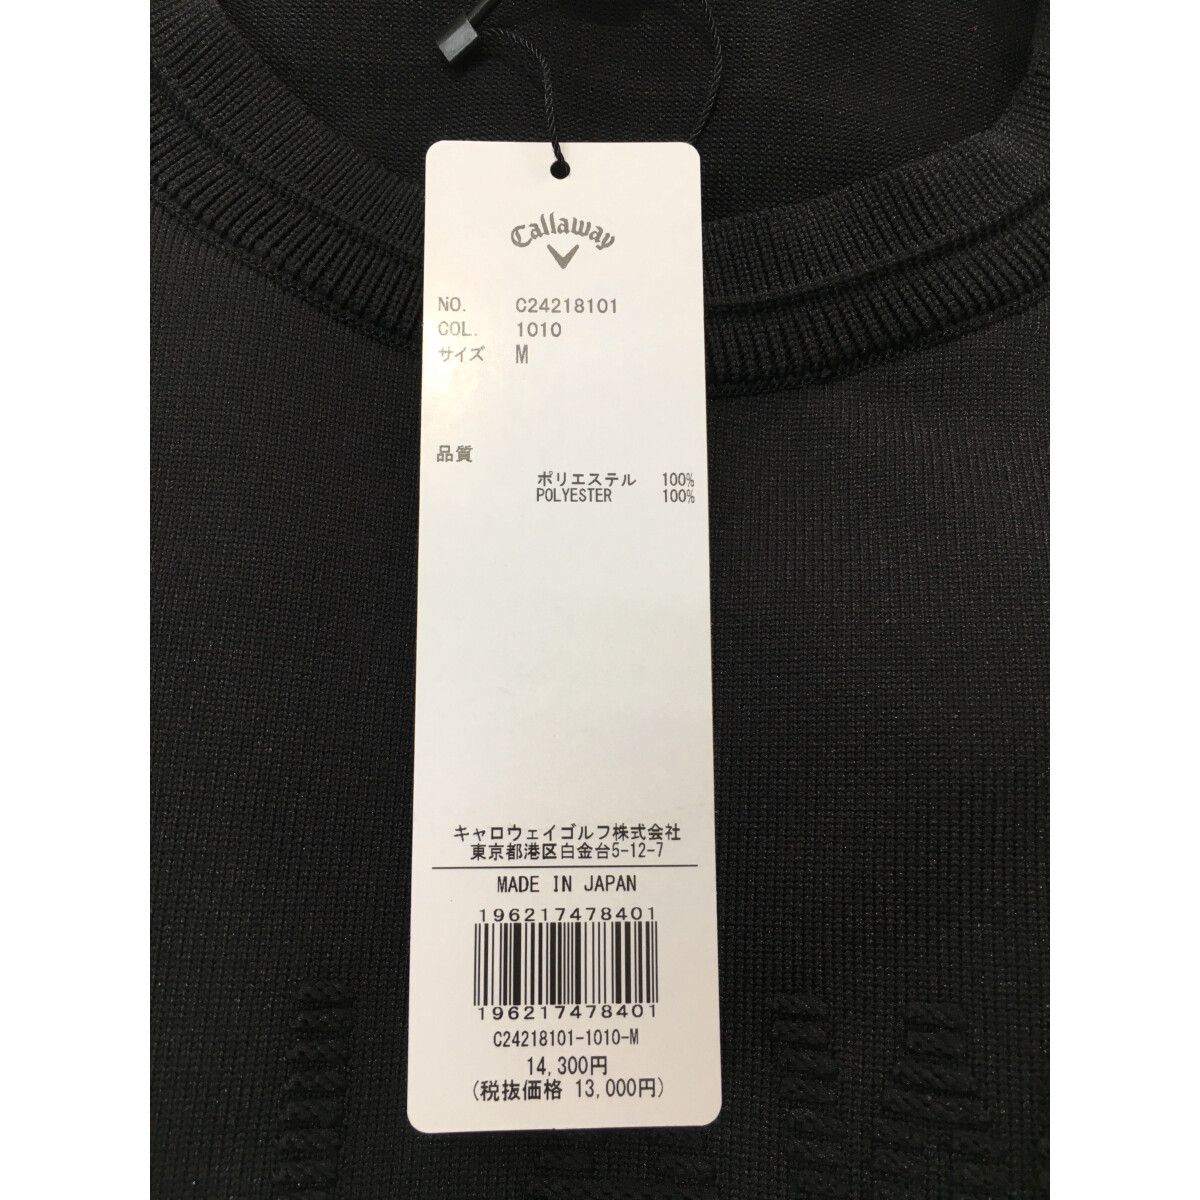 Callaway
NO. C24218101
COL. 1010
サイズ M
品質
ポリエステル 100%
POLYESTER 100%
キャロウェイゴルフ株式会社
東京都港区白金台5-12-7
MADE IN JAPAN
196217478401
196217478401
C24218101-1010-M
14,300円
(税抜価格 13,000円)